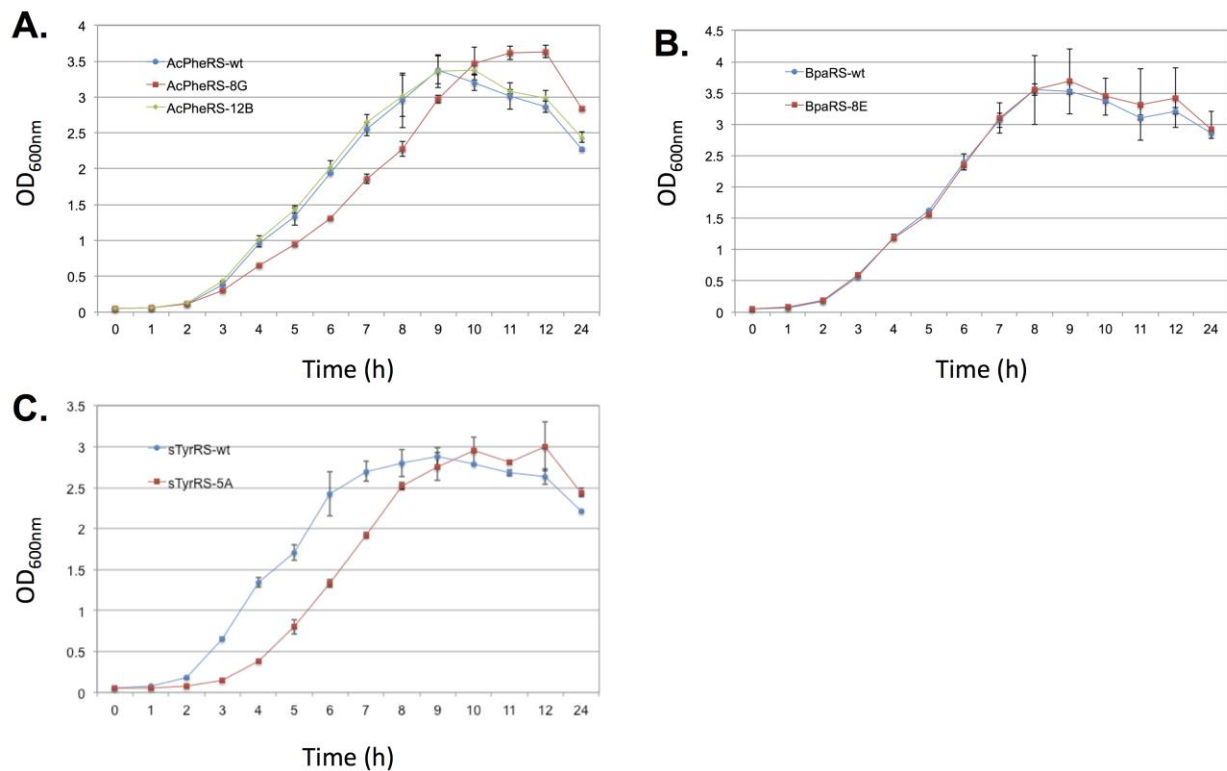 A.
4
3.5
3
2.5
2
1.5
1
0.5
0
AcPheRS-wt
AcPheRS-8G
AcPheRS-12B
OD600nm
0 1 2 3 4 5 6 7 8 9 10 11 12 24
Time (h)
B.
4.5
4
3.5
3
2.5
2
1.5
1
0.5
0
BpaRS-wt
BpaRS-8E
OD600nm
0 1 2 3 4 5 6 7 8 9 10 11 12 24
Time (h)
C.
3.5
3
2.5
2
1.5
1
0.5
0
sTyrRS-wt
sTyrRS-5A
OD600nm
0 1 2 3 4 5 6 7 8 9 10 11 12 24
Time (h)